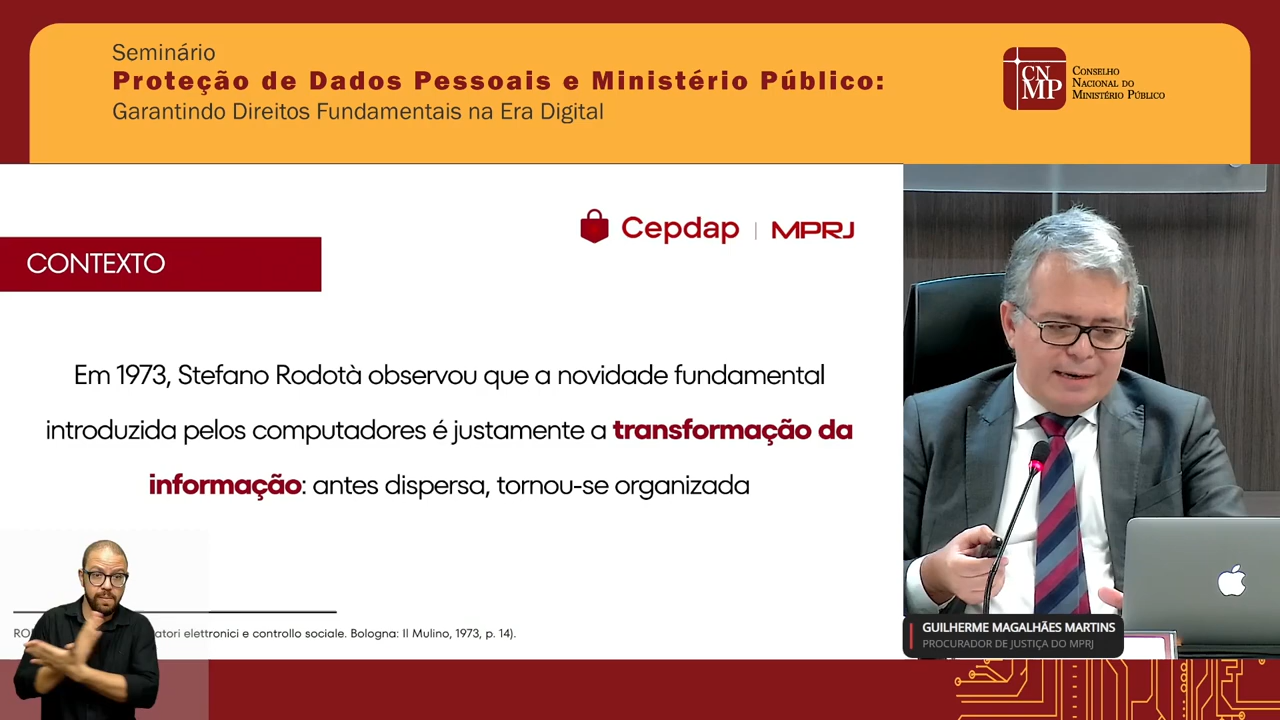 Seminário
Proteção de Dados Pessoais e Ministério Público:
Garantindo Direitos Fundamentais na Era Digital
CN
MP
CONSELHO
NACIONAL DO
MINISTÉRIO PÚBLICO
Cepdap | MPRJ
CONTEXTO
Em 1973, Stefano Rodotà observou que a novidade fundamental
introduzida pelos computadores é justamente a transformação da
informação: antes dispersa, tornou-se organizada
elettronici e controllo sociale. Bologna: Il Mulino, 1973, p. 14).
GUILHERME MAGALHÃES MARTINS
PROCURADOR DE JUSTIÇA DO MPRJ